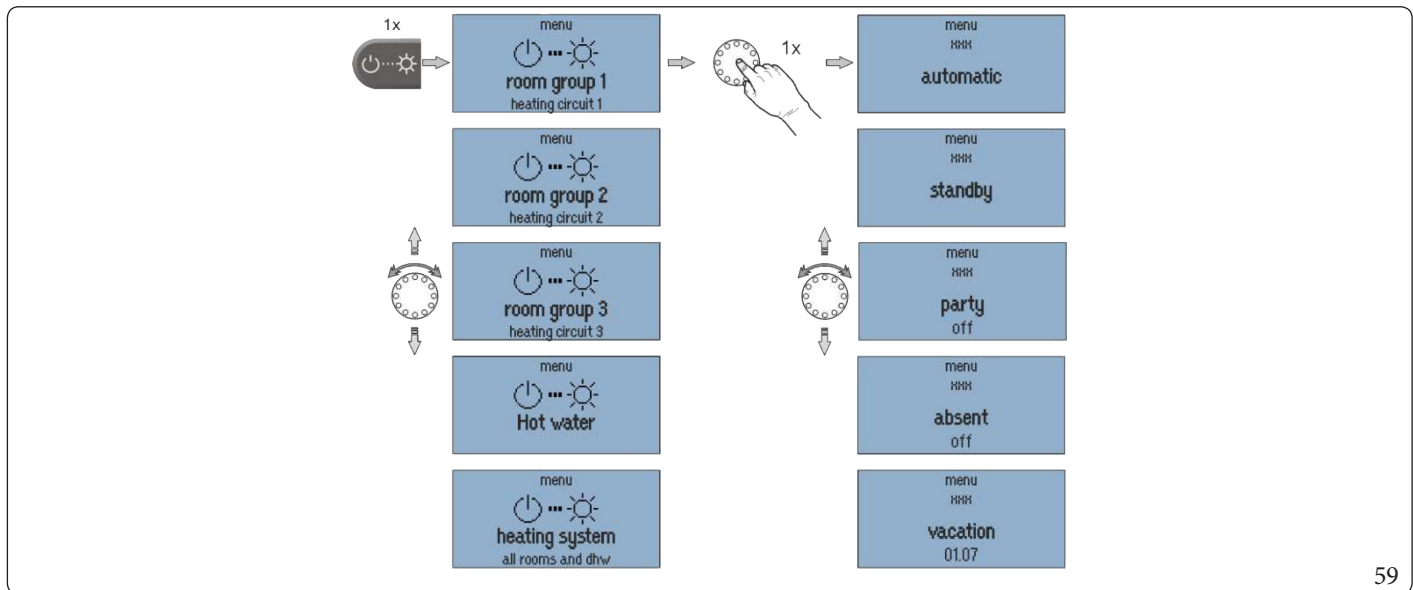 1x
menu
room group 1
heating circuit 1
1x
menu
xxx
automatic
menu
room group 2
heating circuit 2
menu
xxx
standby
menu
room group 3
heating circuit 3
menu
xxx
party
off
menu
Hot water
menu
xxx
absent
off
menu
heating system
all rooms and dhw
menu
xxx
vacation
01.07
59